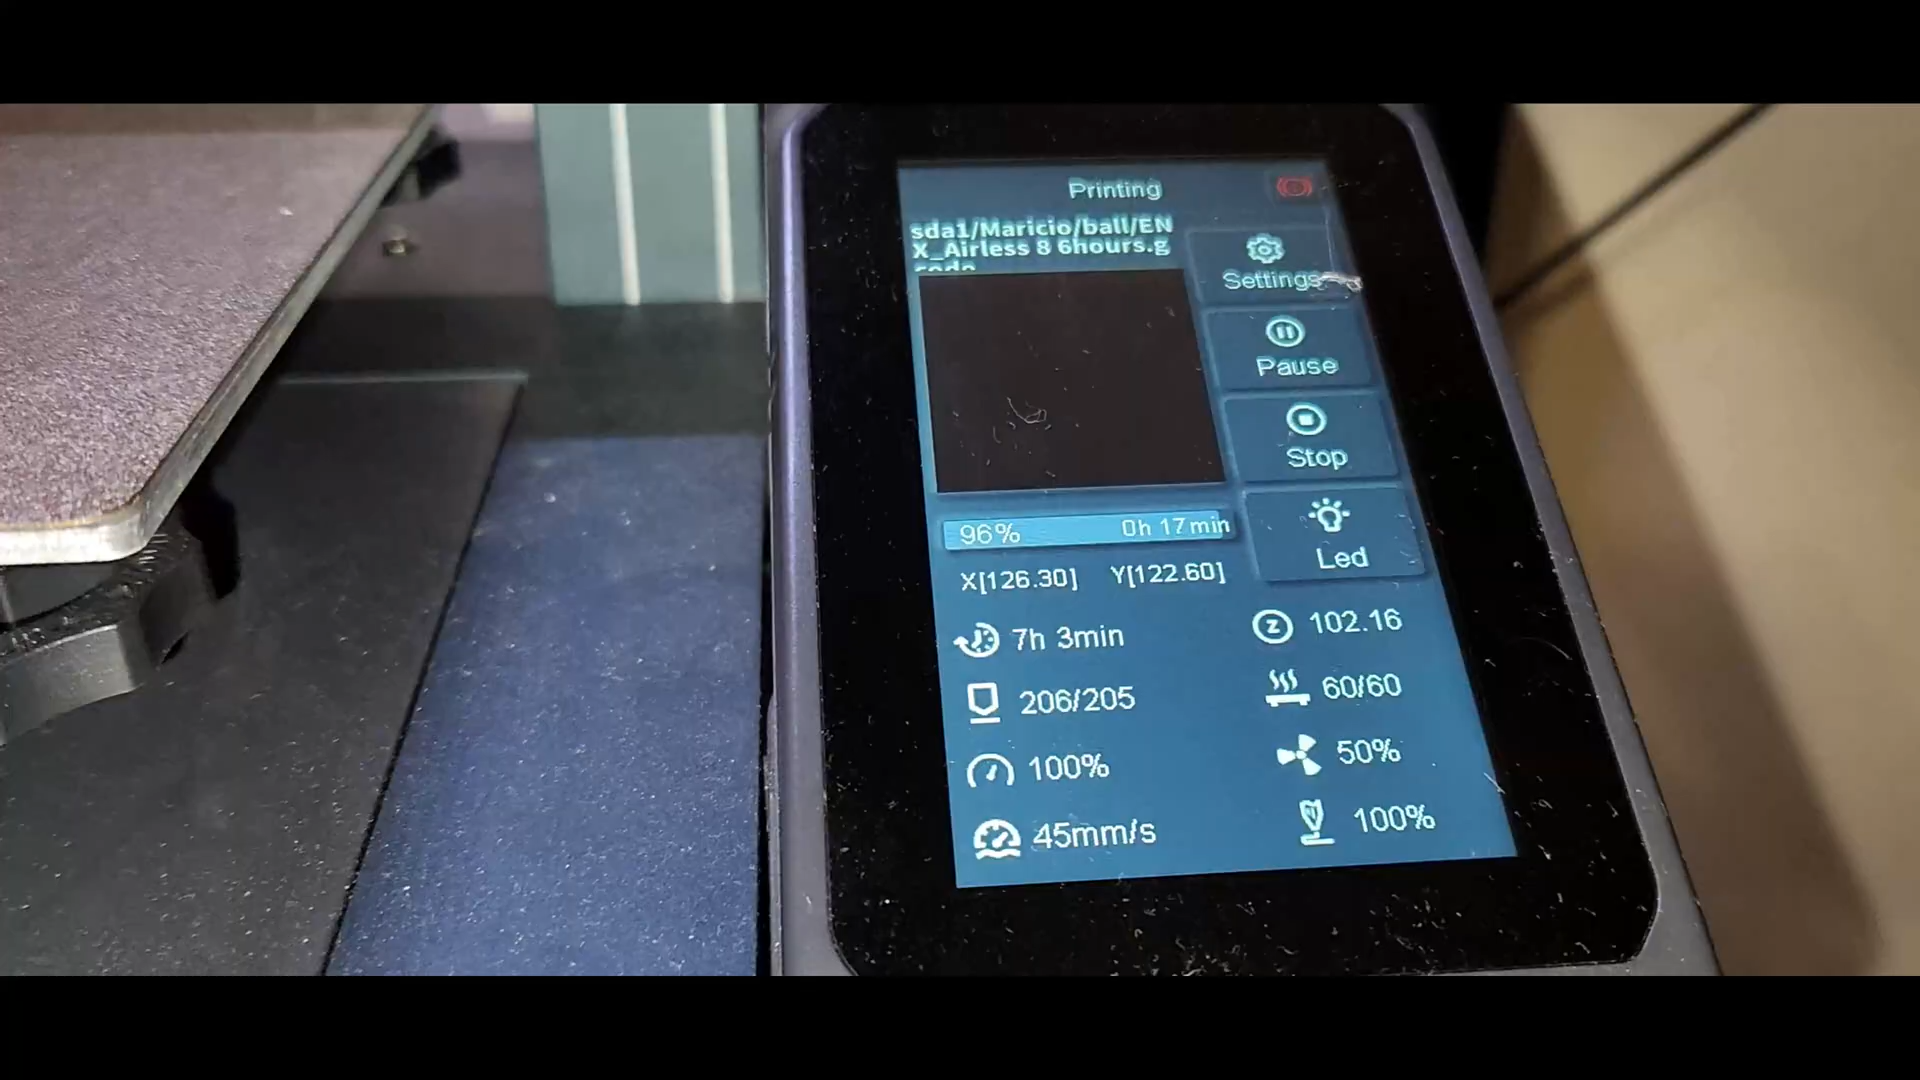 Printing
sda1/Maricio/ball/EN
X_Airless 8 6hours.g
code
Settings
Pause
Stop
Led
96% 0h 17min
X[126.30] Y[122.60]
7h 3min
Z 102.16
206/205
60/60
100%
50%
45mm/s
100%